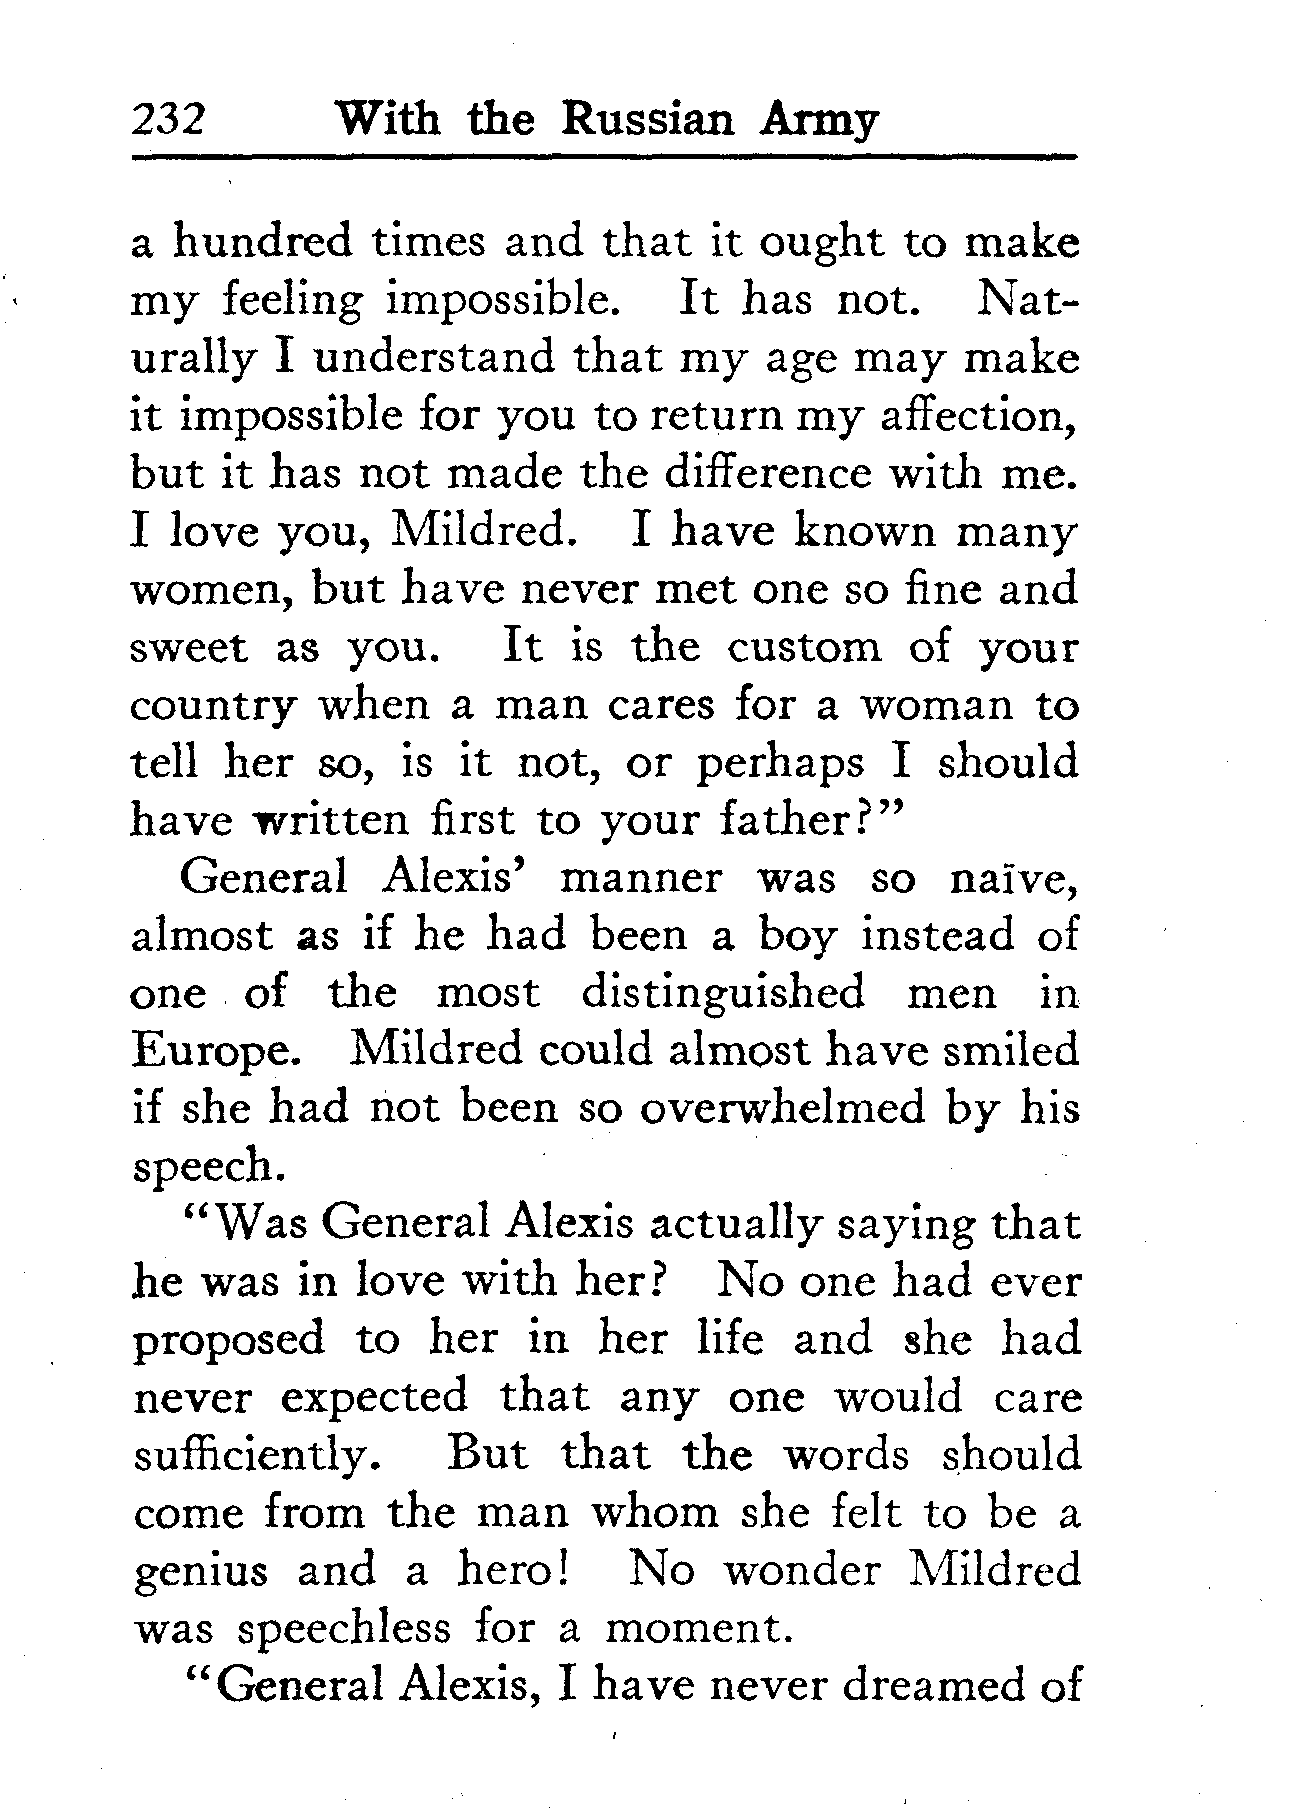 232 With the Russian Army
a hundred times and that it ought to make
my feeling impossible. It has not. Nat-
urally I understand that my age may make
it impossible for you to return my affection,
but it has not made the difference with me.
I love you, Mildred. I have known many
women, but have never met one so fine and
sweet as you. It is the custom of your
country when a man cares for a woman to
tell her so, is it not, or perhaps I should
have written first to your father?”
General Alexis’ manner was so naïve,
almost as if he had been a boy instead of
one of the most distinguished men in
Europe. Mildred could almost have smiled
if she had not been so overwhelmed by his
speech.
“Was General Alexis actually saying that
he was in love with her? No one had ever
proposed to her in her life and she had
never expected that any one would care
sufficiently. But that the words should
come from the man whom she felt to be a
genius and a hero! No wonder Mildred
was speechless for a moment.
“General Alexis, I have never dreamed of